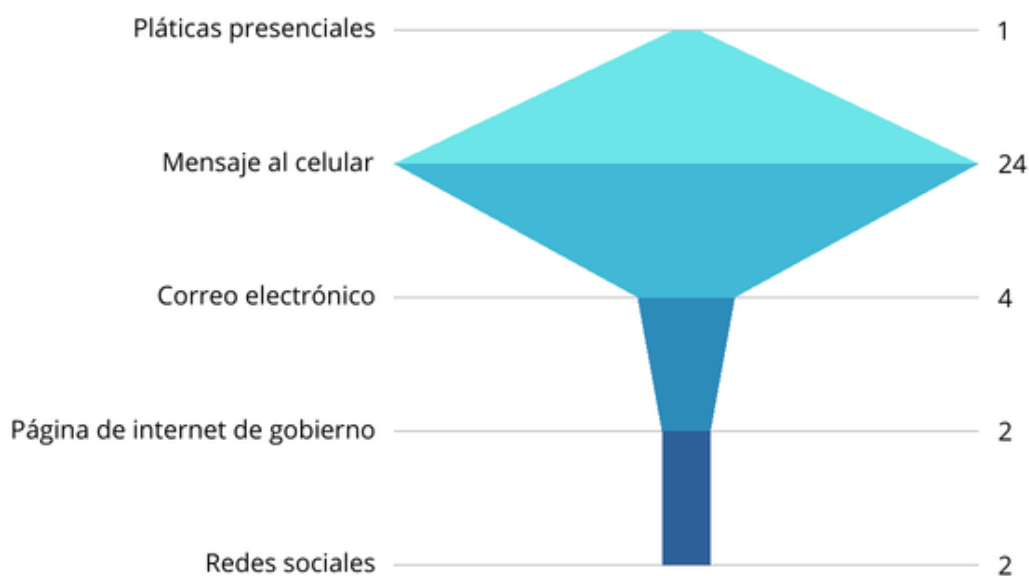 Pláticas presenciales 1
Mensaje al celular 24
Correo electrónico 4
Página de internet de gobierno 2
Redes sociales 2